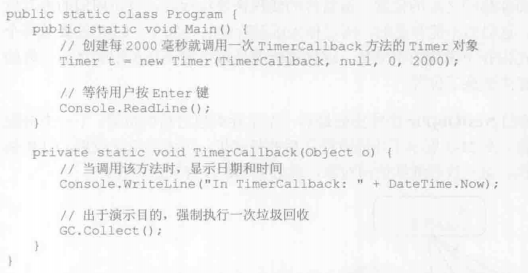 public static class Program {
public static void Main() {
// 创建每 2000 毫秒就调用一次 TimerCallback 方法的 Timer 对象
Timer t = new Timer(TimerCallback, null, 0, 2000);
// 等待用户按 Enter 键
Console.ReadLine();
}
private static void TimerCallback(Object o) {
// 当调用该方法时，显示日期和时间
Console.WriteLine("In TimerCallback: " + DateTime.Now);
// 出于演示目的，强制执行一次垃圾回收
GC.Collect();
}
}